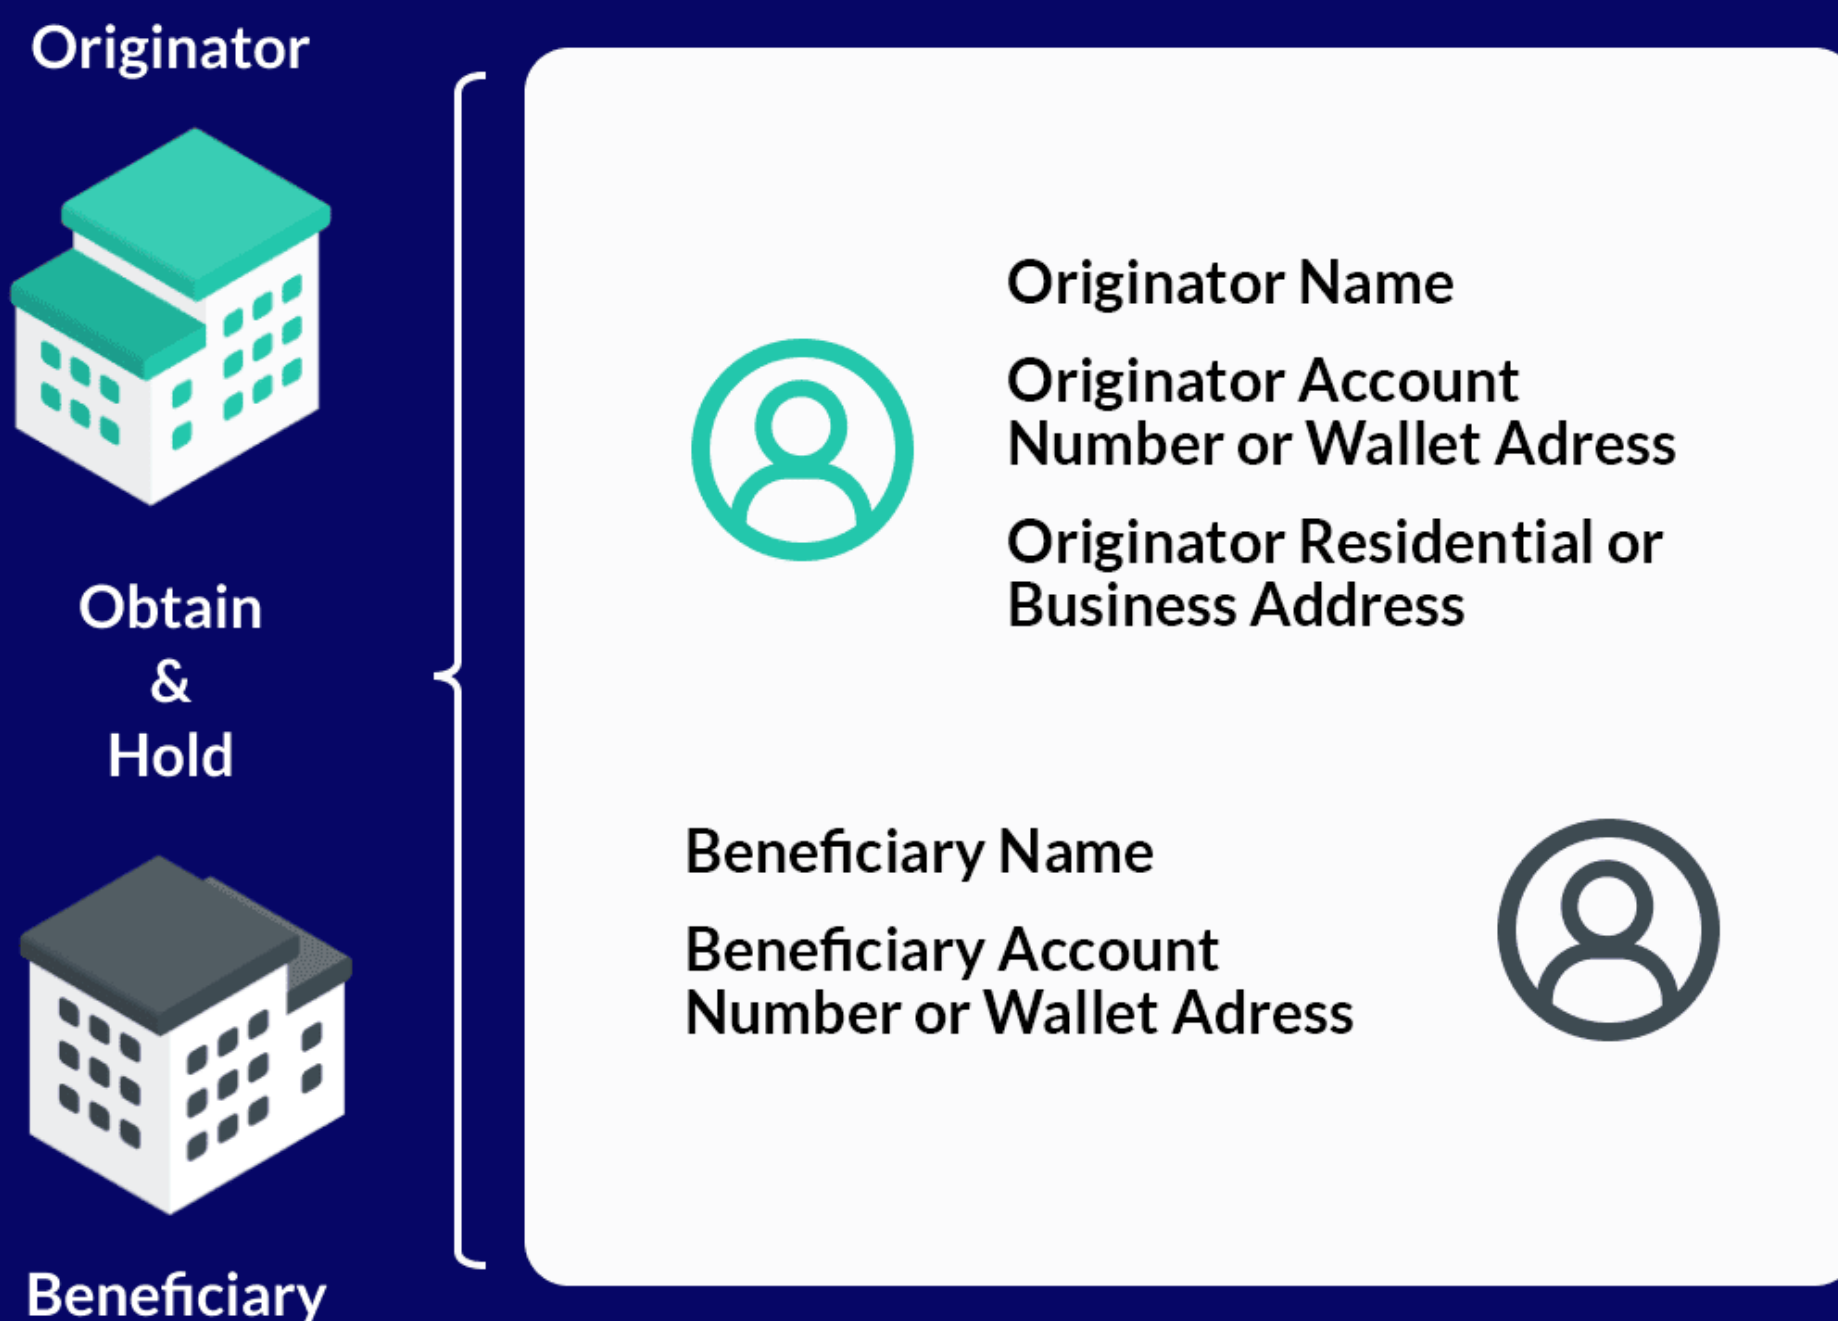 Originator
Obtain
&
Hold
Beneficiary
Originator Name
Originator Account
Number or Wallet Adress
Originator Residential or
Business Address
Beneficiary Name
Beneficiary Account
Number or Wallet Adress